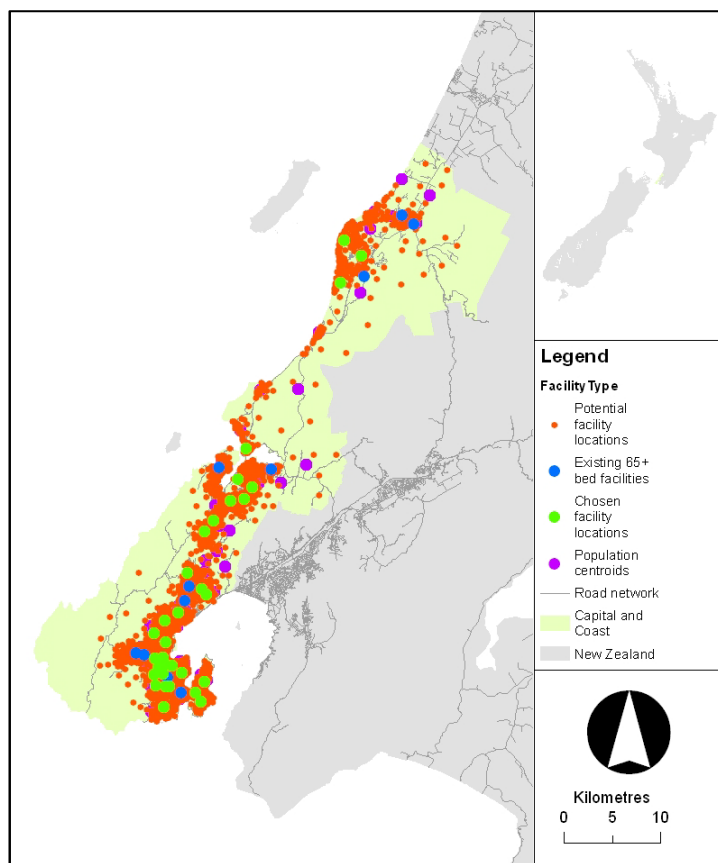 Legend
Facility Type
Potential
facility
locations
Existing 65+
bed facilities
Chosen
facility
locations
Population
centroids
Road network
Capital and
Coast
New Zealand
Kilometres
0 5 10